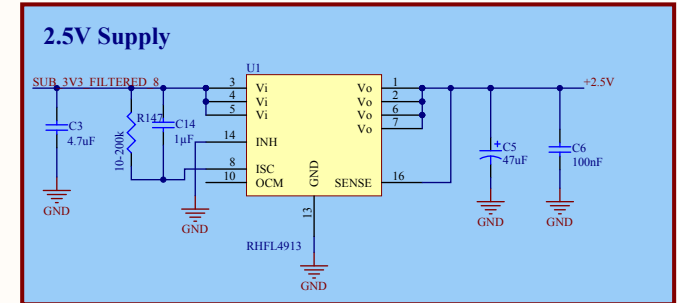 2.5V Supply
U1
SUB_3V3_FILTERED_8
+2.5V
3 Vi
4 Vi
5 Vi
14 INH
8 ISC
10 OCM
Vo 1
Vo 2
Vo 6
Vo 7
SENSE 16
GND
13
C3
4.7uF
R147
10-200k
C14
1µF
C5
47uF
C6
100nF
GND
GND
RHFL4913
GND
GND
GND